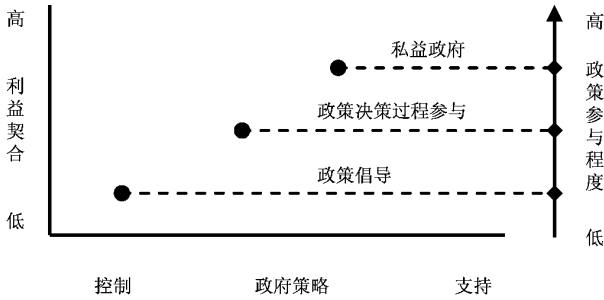 高
利益契合
低
私益政府
政策决策过程参与
政策倡导
高
政策参与程度
低
控制
政府策略
支持